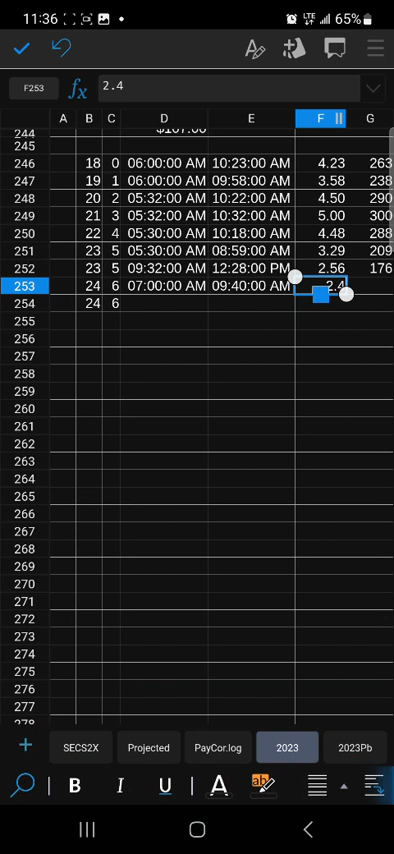 11:36 LTE 65%
F253 fx 2.4
A B C D E F G
244 $107.00
245
246 18 0 06:00:00 AM 10:23:00 AM 4.23 263
247 19 1 06:00:00 AM 09:58:00 AM 3.58 238
248 20 2 05:32:00 AM 10:22:00 AM 4.50 290
249 21 3 05:32:00 AM 10:32:00 AM 5.00 300
250 22 4 05:30:00 AM 10:18:00 AM 4.48 288
251 23 5 05:30:00 AM 08:59:00 AM 3.29 209
252 23 5 09:32:00 AM 12:28:00 PM 2.56 176
253 24 6 07:00:00 AM 09:40:00 AM 2.4
254 24 6
255
256
257
258
259
260
261
262
263
264
265
266
267
268
269
270
271
272
273
274
275
276
277
278
+ SECS2X Projected PayCor.log 2023 2023Pb
B I U A ab